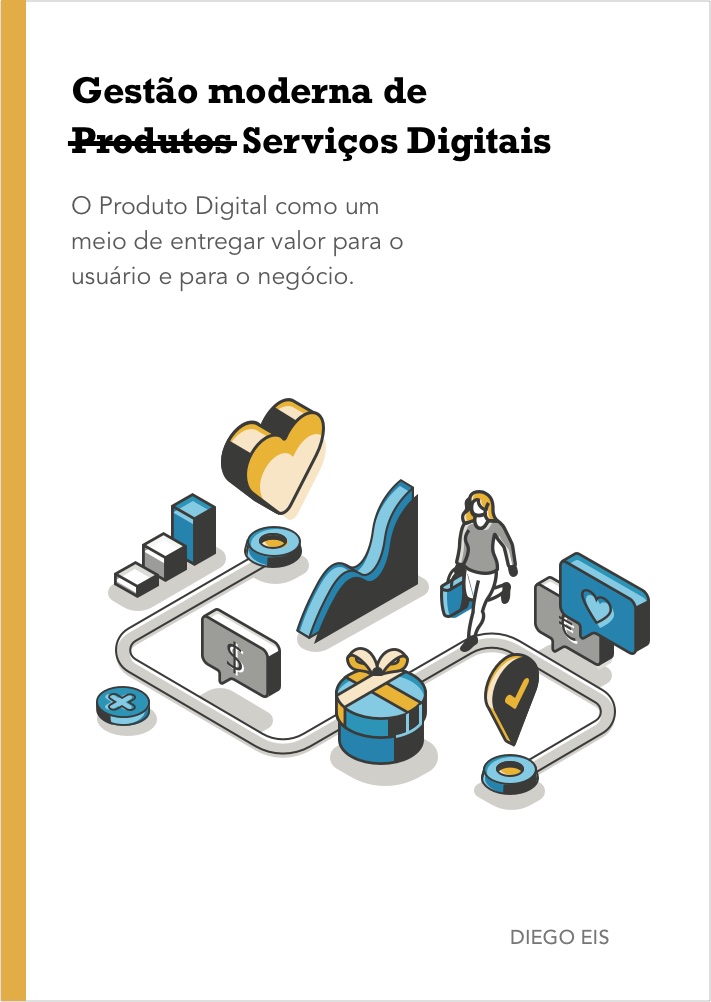 Gestão moderna de
Produtos Serviços Digitais
O Produto Digital como um
meio de entregar valor para o
usuário e para o negócio.
$
€
DIEGO EIS